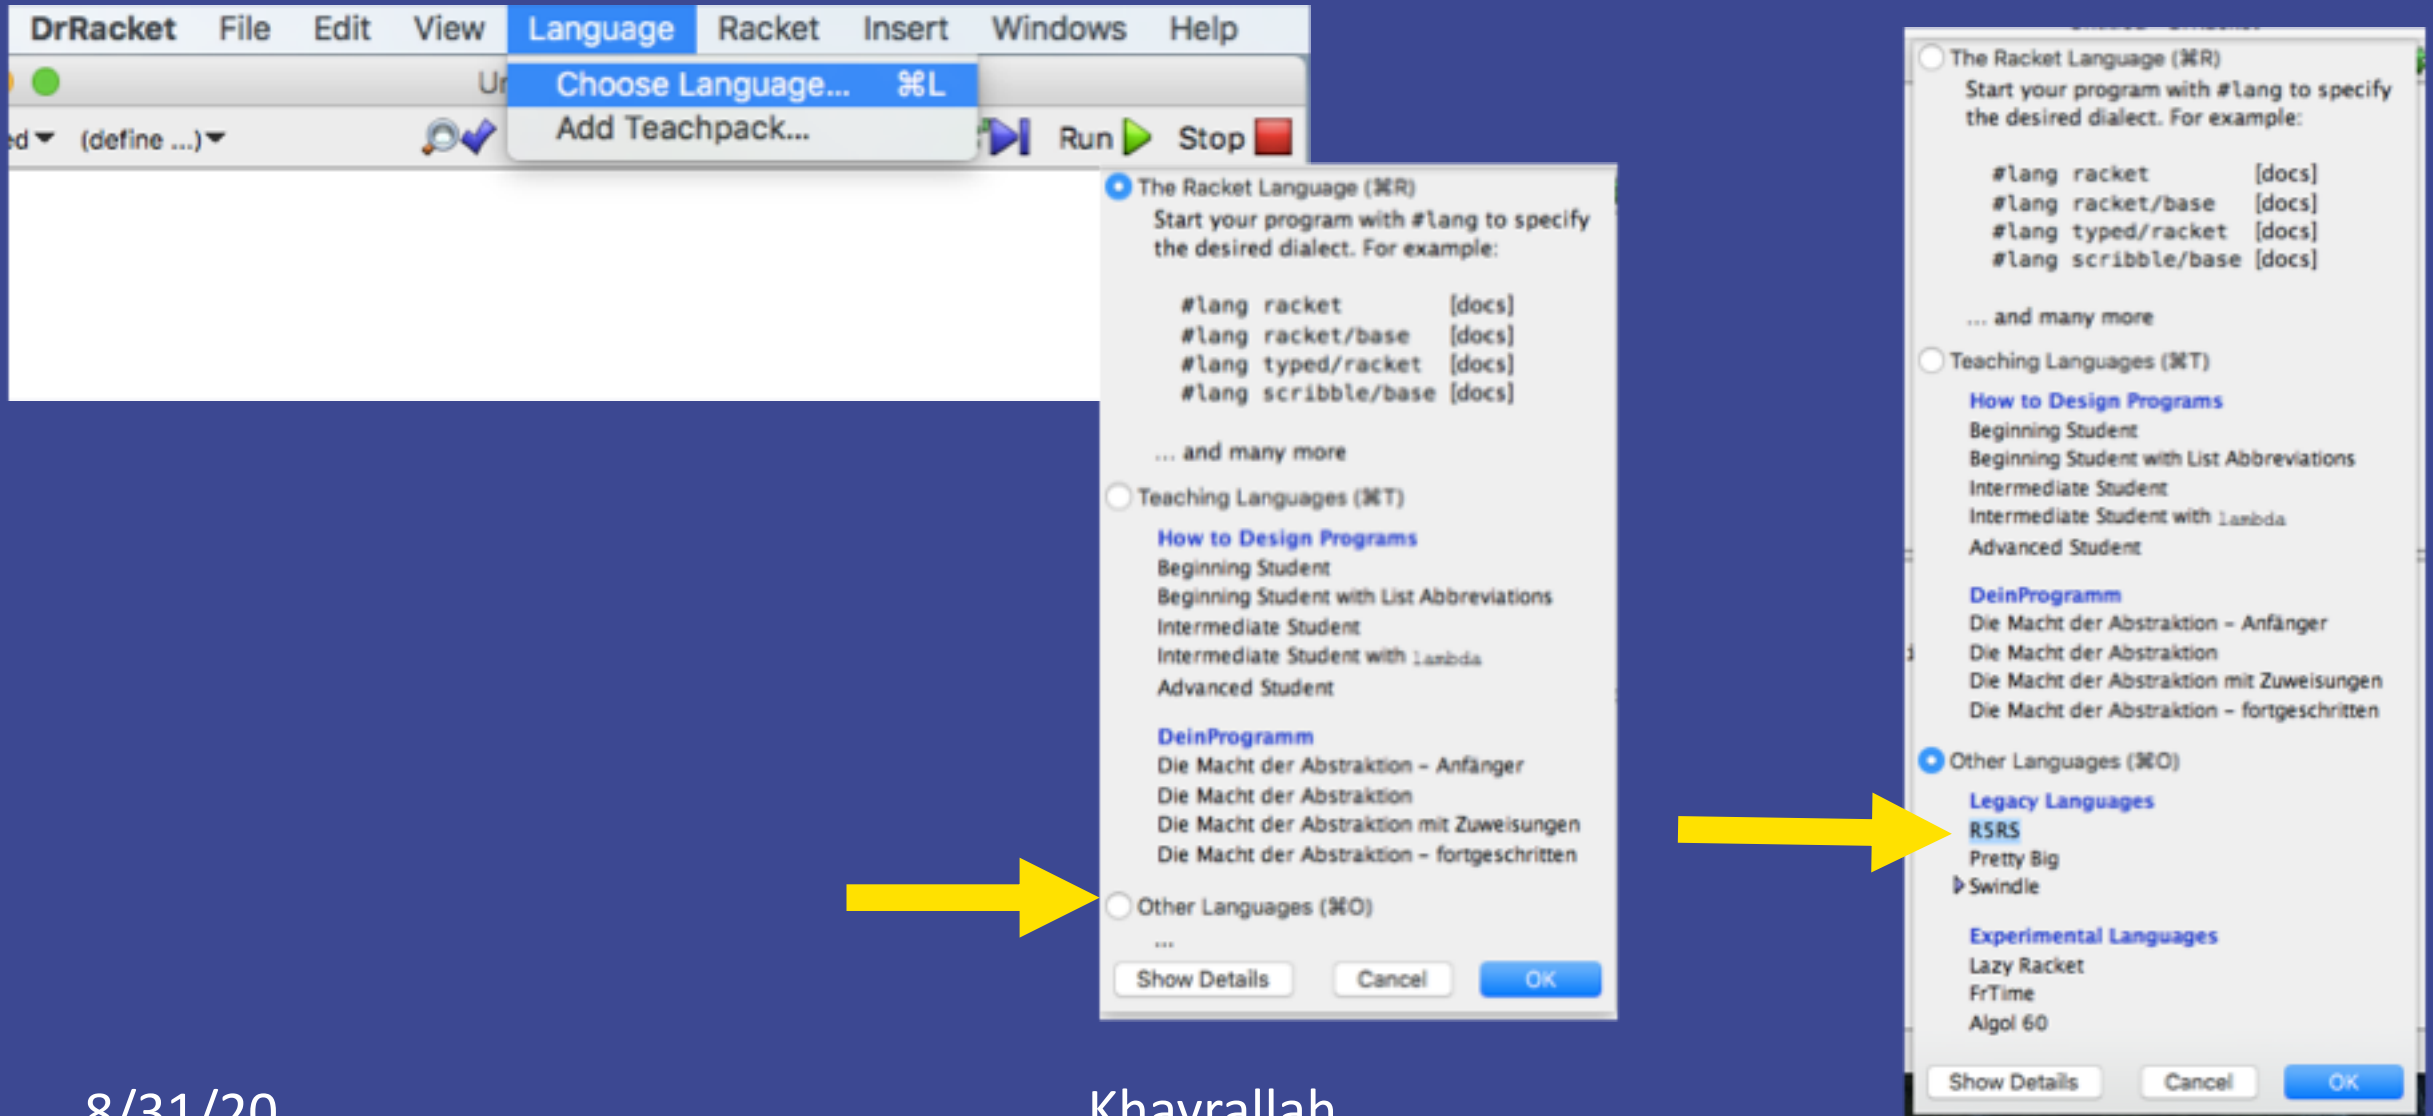 DrRacket File Edit View Language Racket Insert Windows Help
Choose Language... ⌘L
Add Teachpack...
(define ...) Run Stop
The Racket Language (⌘R)
Start your program with #lang to specify
the desired dialect. For example:
#lang racket [docs]
#lang racket/base [docs]
#lang typed/racket [docs]
#lang scribble/base [docs]
... and many more
Teaching Languages (⌘T)
How to Design Programs
Beginning Student
Beginning Student with List Abbreviations
Intermediate Student
Intermediate Student with lambda
Advanced Student
DeinProgramm
Die Macht der Abstraktion – Anfänger
Die Macht der Abstraktion
Die Macht der Abstraktion mit Zuweisungen
Die Macht der Abstraktion – fortgeschritten
Other Languages (⌘O)
...
Show Details Cancel OK
The Racket Language (⌘R)
Start your program with #lang to specify
the desired dialect. For example:
#lang racket [docs]
#lang racket/base [docs]
#lang typed/racket [docs]
#lang scribble/base [docs]
... and many more
Teaching Languages (⌘T)
How to Design Programs
Beginning Student
Beginning Student with List Abbreviations
Intermediate Student
Intermediate Student with lambda
Advanced Student
DeinProgramm
Die Macht der Abstraktion – Anfänger
Die Macht der Abstraktion
Die Macht der Abstraktion mit Zuweisungen
Die Macht der Abstraktion – fortgeschritten
Other Languages (⌘O)
Legacy Languages
R5RS
Pretty Big
Swindle
Experimental Languages
Lazy Racket
FrTime
Algol 60
Show Details Cancel OK
8/31/20 Khayrallah